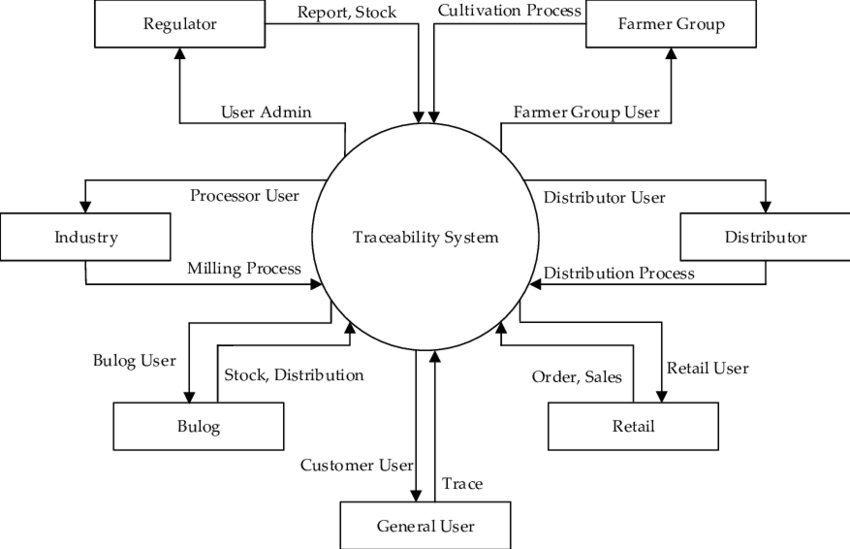 Regulator
Report, Stock
Cultivation Process
Farmer Group
User Admin
Farmer Group User
Processor User
Distributor User
Industry
Traceability System
Distributor
Milling Process
Distribution Process
Bulog User
Stock, Distribution
Order, Sales
Retail User
Bulog
Retail
Customer User
Trace
General User